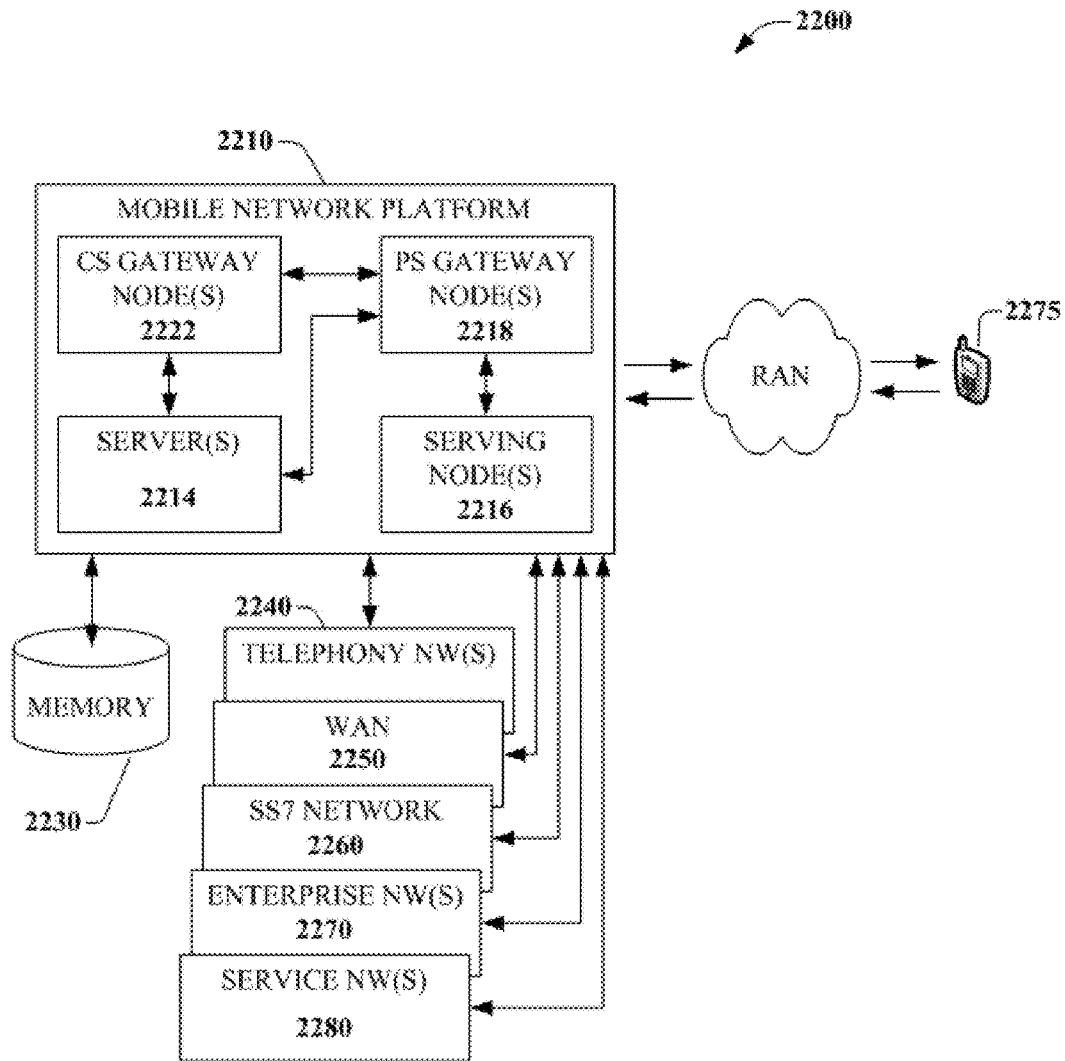 2200
2210
MOBILE NETWORK PLATFORM
CS GATEWAY
NODE(S)
2222
PS GATEWAY
NODE(S)
2218
SERVER(S)
2214
SERVING
NODE(S)
2216
RAN
2275
MEMORY
2230
2240
TELEPHONY NW(S)
WAN
2250
SS7 NETWORK
2260
ENTERPRISE NW(S)
2270
SERVICE NW(S)
2280